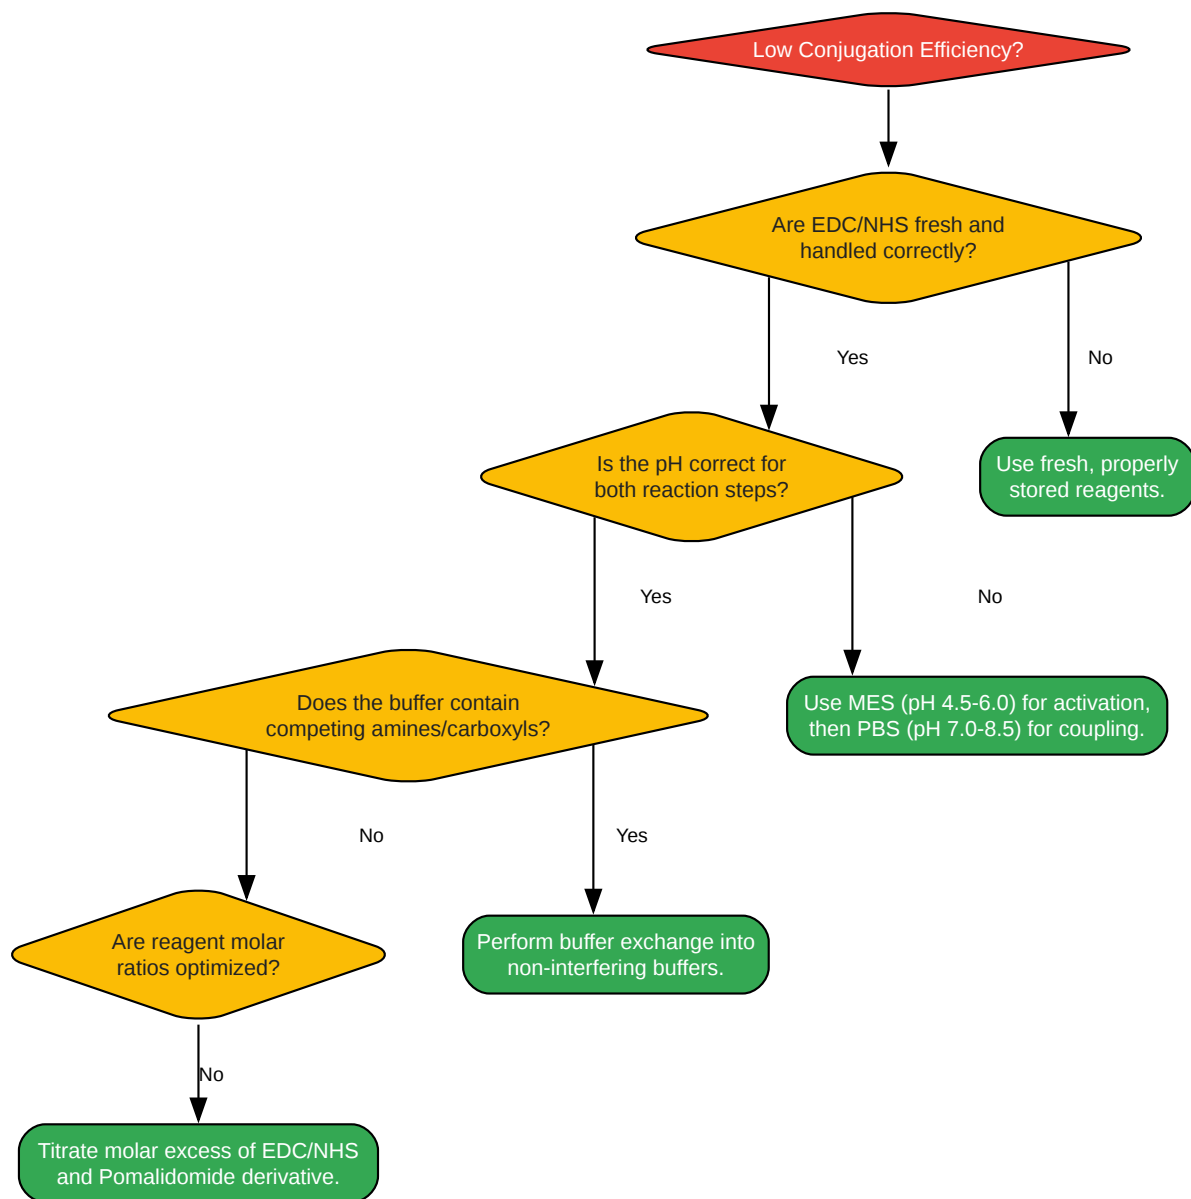 Low Conjugation Efficiency?
Are EDC/NHS fresh and
handled correctly?
Yes
No
Is the pH correct for
both reaction steps?
Use fresh, properly
stored reagents.
Yes
No
Does the buffer contain
competing amines/carboxyls?
Use MES (pH 4.5-6.0) for activation,
then PBS (pH 7.0-8.5) for coupling.
No
Yes
Are reagent molar
ratios optimized?
Perform buffer exchange into
non-interfering buffers.
No
Titrate molar excess of EDC/NHS
and Pomalidomide derivative.